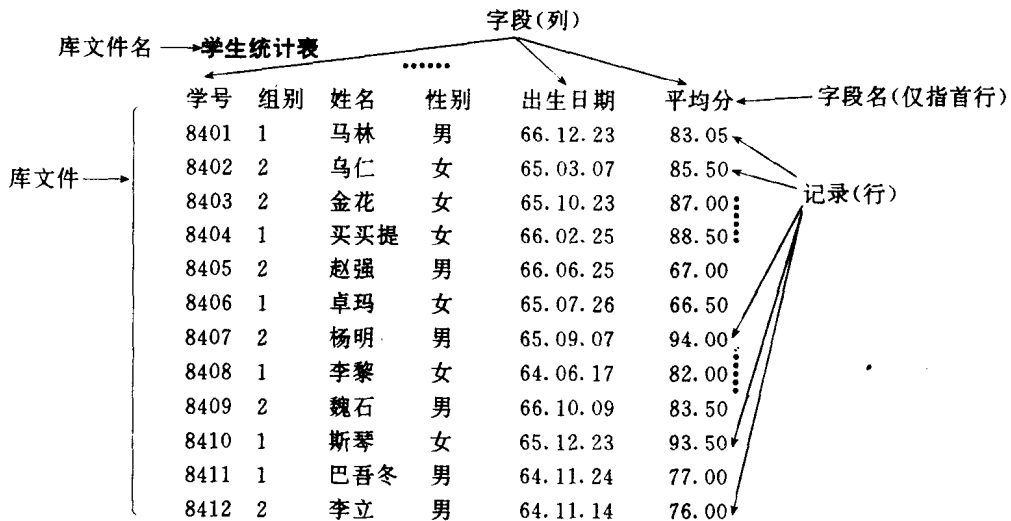 字段(列)
库文件名 学生统计表
••••••
学号 组别 姓名 性别 出生日期 平均分 字段名(仅指首行)
8401 1 马林 男 66.12.23 83.05
8402 2 乌仁 女 65.03.07 85.50
库文件
记录(行)
8403 2 金花 女 65.10.23 87.00
8404 1 买买提 女 66.02.25 88.50
8405 2 赵强 男 66.06.25 67.00
8406 1 卓玛 女 65.07.26 66.50
8407 2 杨明 男 65.09.07 94.00
8408 1 李黎 女 64.06.17 82.00
8409 2 魏石 男 66.10.09 83.50
8410 1 斯琴 女 65.12.23 93.50
8411 1 巴吾冬 男 64.11.24 77.00
8412 2 李立 男 64.11.14 76.00